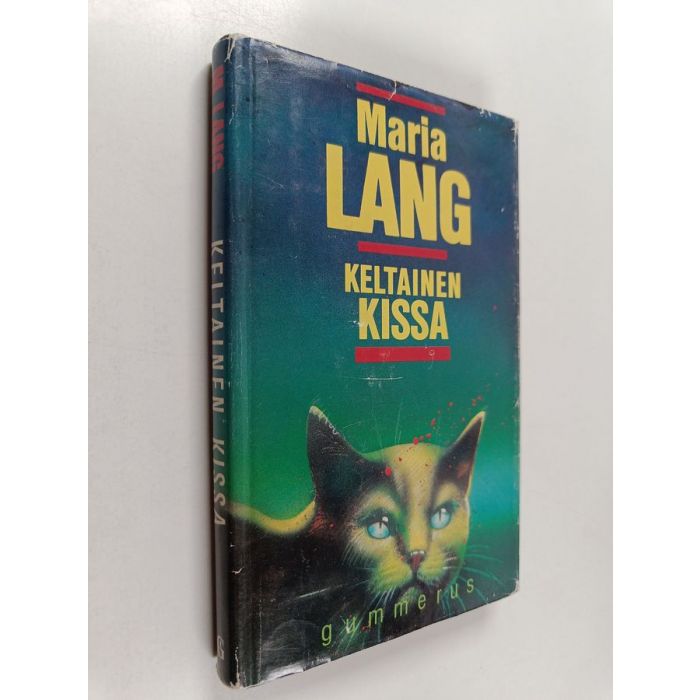 Maria
LANG
KELTAINEN
KISSA
gummerus
M. LANG
KELTAINEN KISSA
G